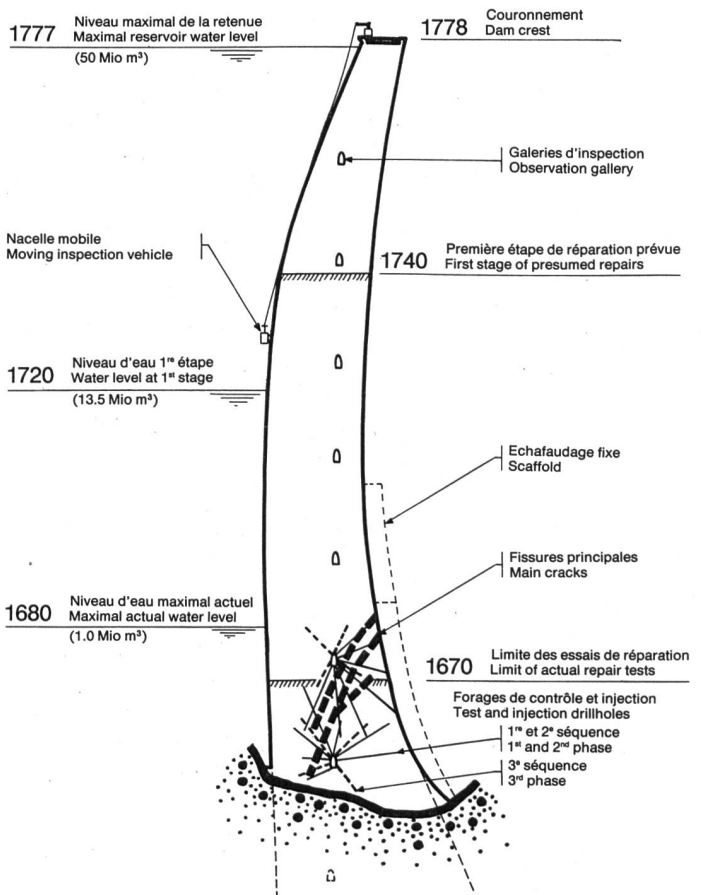 1777 Niveau maximal de la retenue
Maximal reservoir water level
(50 Mio m³)
1778 Couronnement
Dam crest
Galeries d'inspection
Observation gallery
Nacelle mobile
Moving inspection vehicle
1740 Première étape de réparation prévue
First stage of presumed repairs
1720 Niveau d'eau 1re étape
Water level at 1st stage
(13.5 Mio m³)
Echafaudage fixe
Scaffold
Fissures principales
Main cracks
1680 Niveau d'eau maximal actuel
Maximal actual water level
(1.0 Mio m³)
1670 Limite des essais de réparation
Limit of actual repair tests
Forages de contrôle et injection
Test and injection drillholes
1re et 2e séquence
1st and 2nd phase
3e séquence
3rd phase